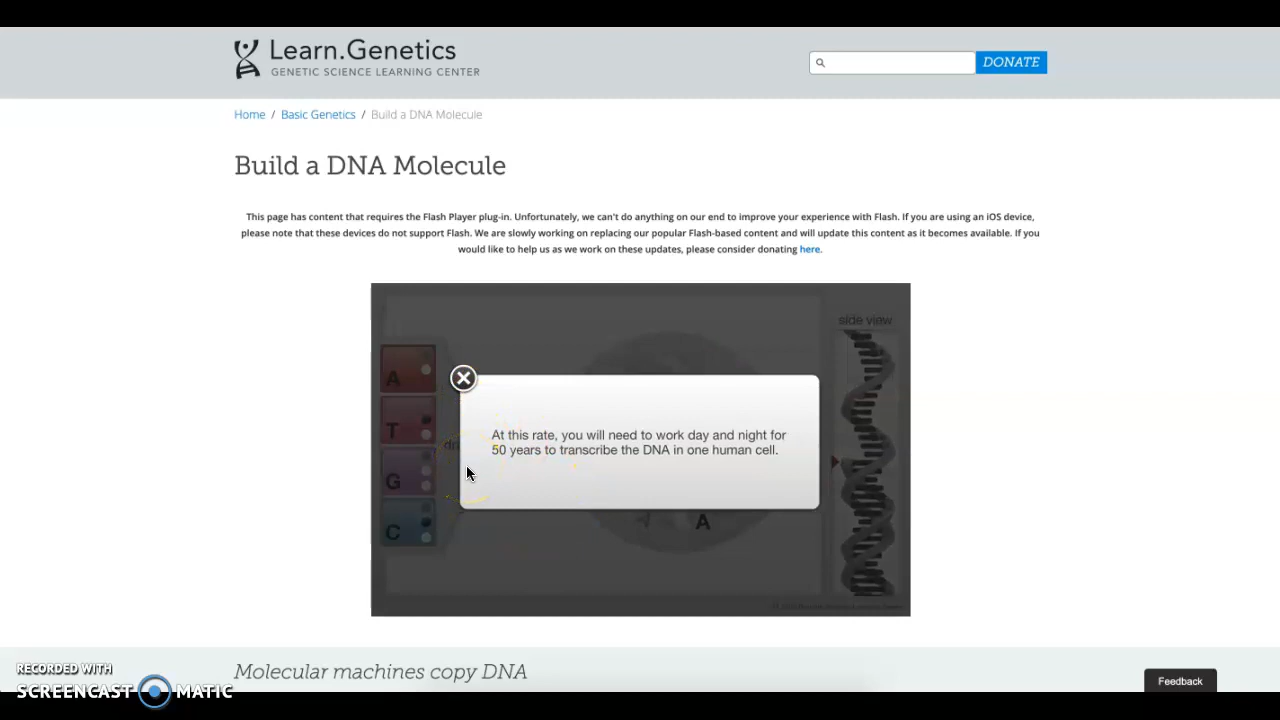 Learn.Genetics
GENETIC SCIENCE LEARNING CENTER
DONATE
Home / Basic Genetics / Build a DNA Molecule
Build a DNA Molecule
This page has content that requires the Flash Player plug-in. Unfortunately, we can't do anything on our end to improve your experience with Flash. If you are using an iOS device,
please note that these devices do not support Flash. We are slowly working on replacing our popular Flash-based content and will update this content as it becomes available. If you
would like to help us as we work on these updates, please consider donating here.
side view
A
T
G
C
At this rate, you will need to work day and night for
50 years to transcribe the DNA in one human cell.
A
Molecular machines copy DNA
Feedback
RECORDED WITH
SCREENCAST MATIC